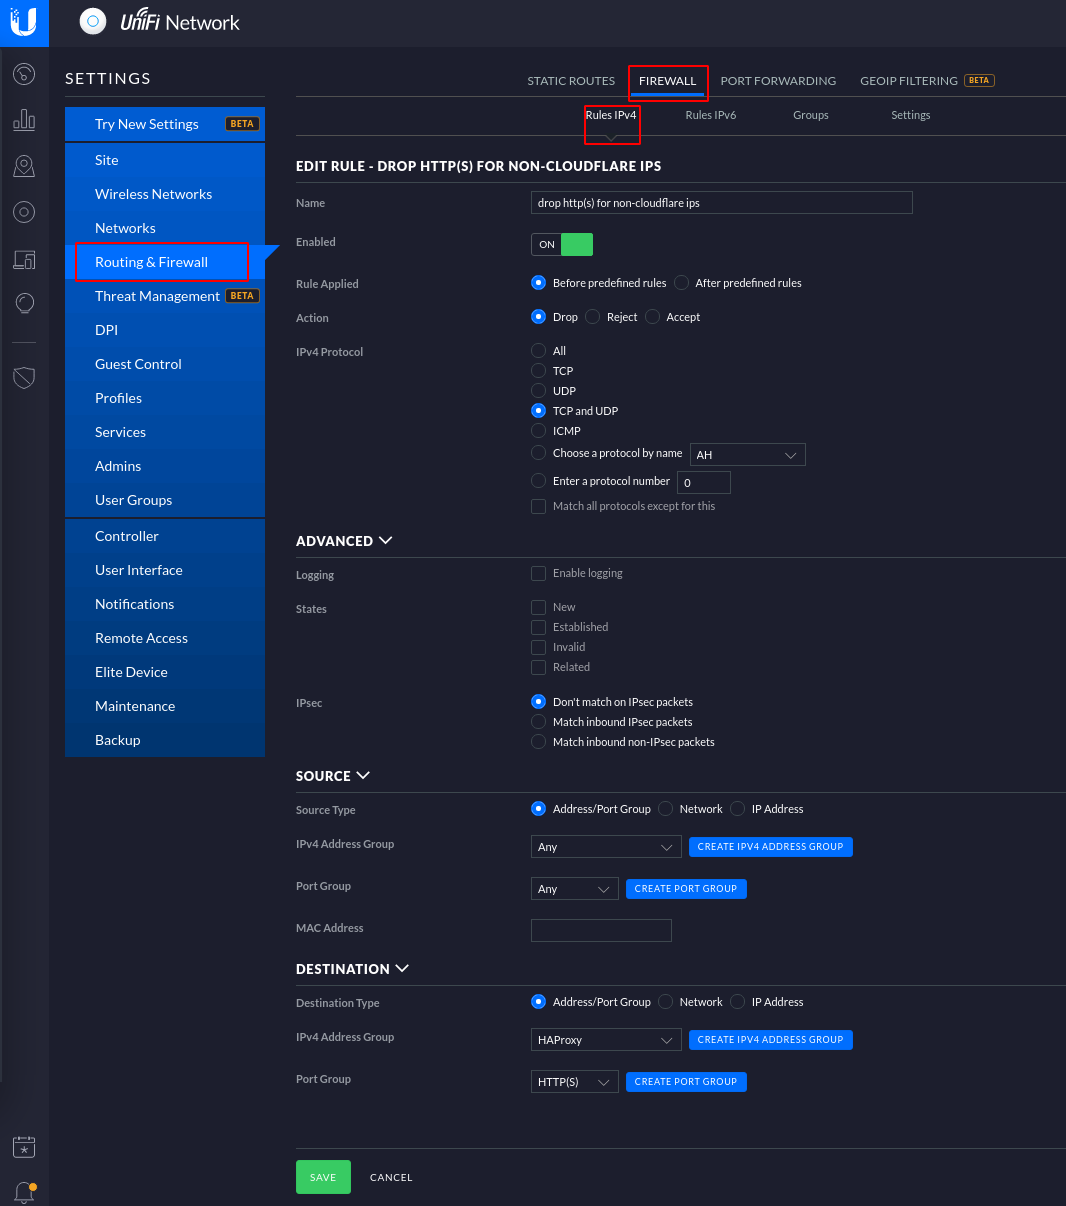 UniFi Network
SETTINGS
Try New Settings BETA
Site
Wireless Networks
Networks
Routing & Firewall
Threat Management BETA
DPI
Guest Control
Profiles
Services
Admins
User Groups
Controller
User Interface
Notifications
Remote Access
Elite Device
Maintenance
Backup
STATIC ROUTES FIREWALL PORT FORWARDING GEOIP FILTERING BETA
Rules IPv4 Rules IPv6 Groups Settings
EDIT RULE - DROP HTTP(S) FOR NON-CLOUDFLARE IPS
Name drop http(s) for non-cloudflare ips
Enabled ON
Rule Applied Before predefined rules After predefined rules
Action Drop Reject Accept
IPv4 Protocol All
TCP
UDP
TCP and UDP
ICMP
Choose a protocol by name AH
Enter a protocol number 0
Match all protocols except for this
ADVANCED
Logging Enable logging
States New
Established
Invalid
Related
IPsec Don't match on IPsec packets
Match inbound IPsec packets
Match inbound non-IPsec packets
SOURCE
Source Type Address/Port Group Network IP Address
IPv4 Address Group Any CREATE IPV4 ADDRESS GROUP
Port Group Any CREATE PORT GROUP
MAC Address
DESTINATION
Destination Type Address/Port Group Network IP Address
IPv4 Address Group HAProxy CREATE IPV4 ADDRESS GROUP
Port Group HTTP(S) CREATE PORT GROUP
SAVE CANCEL